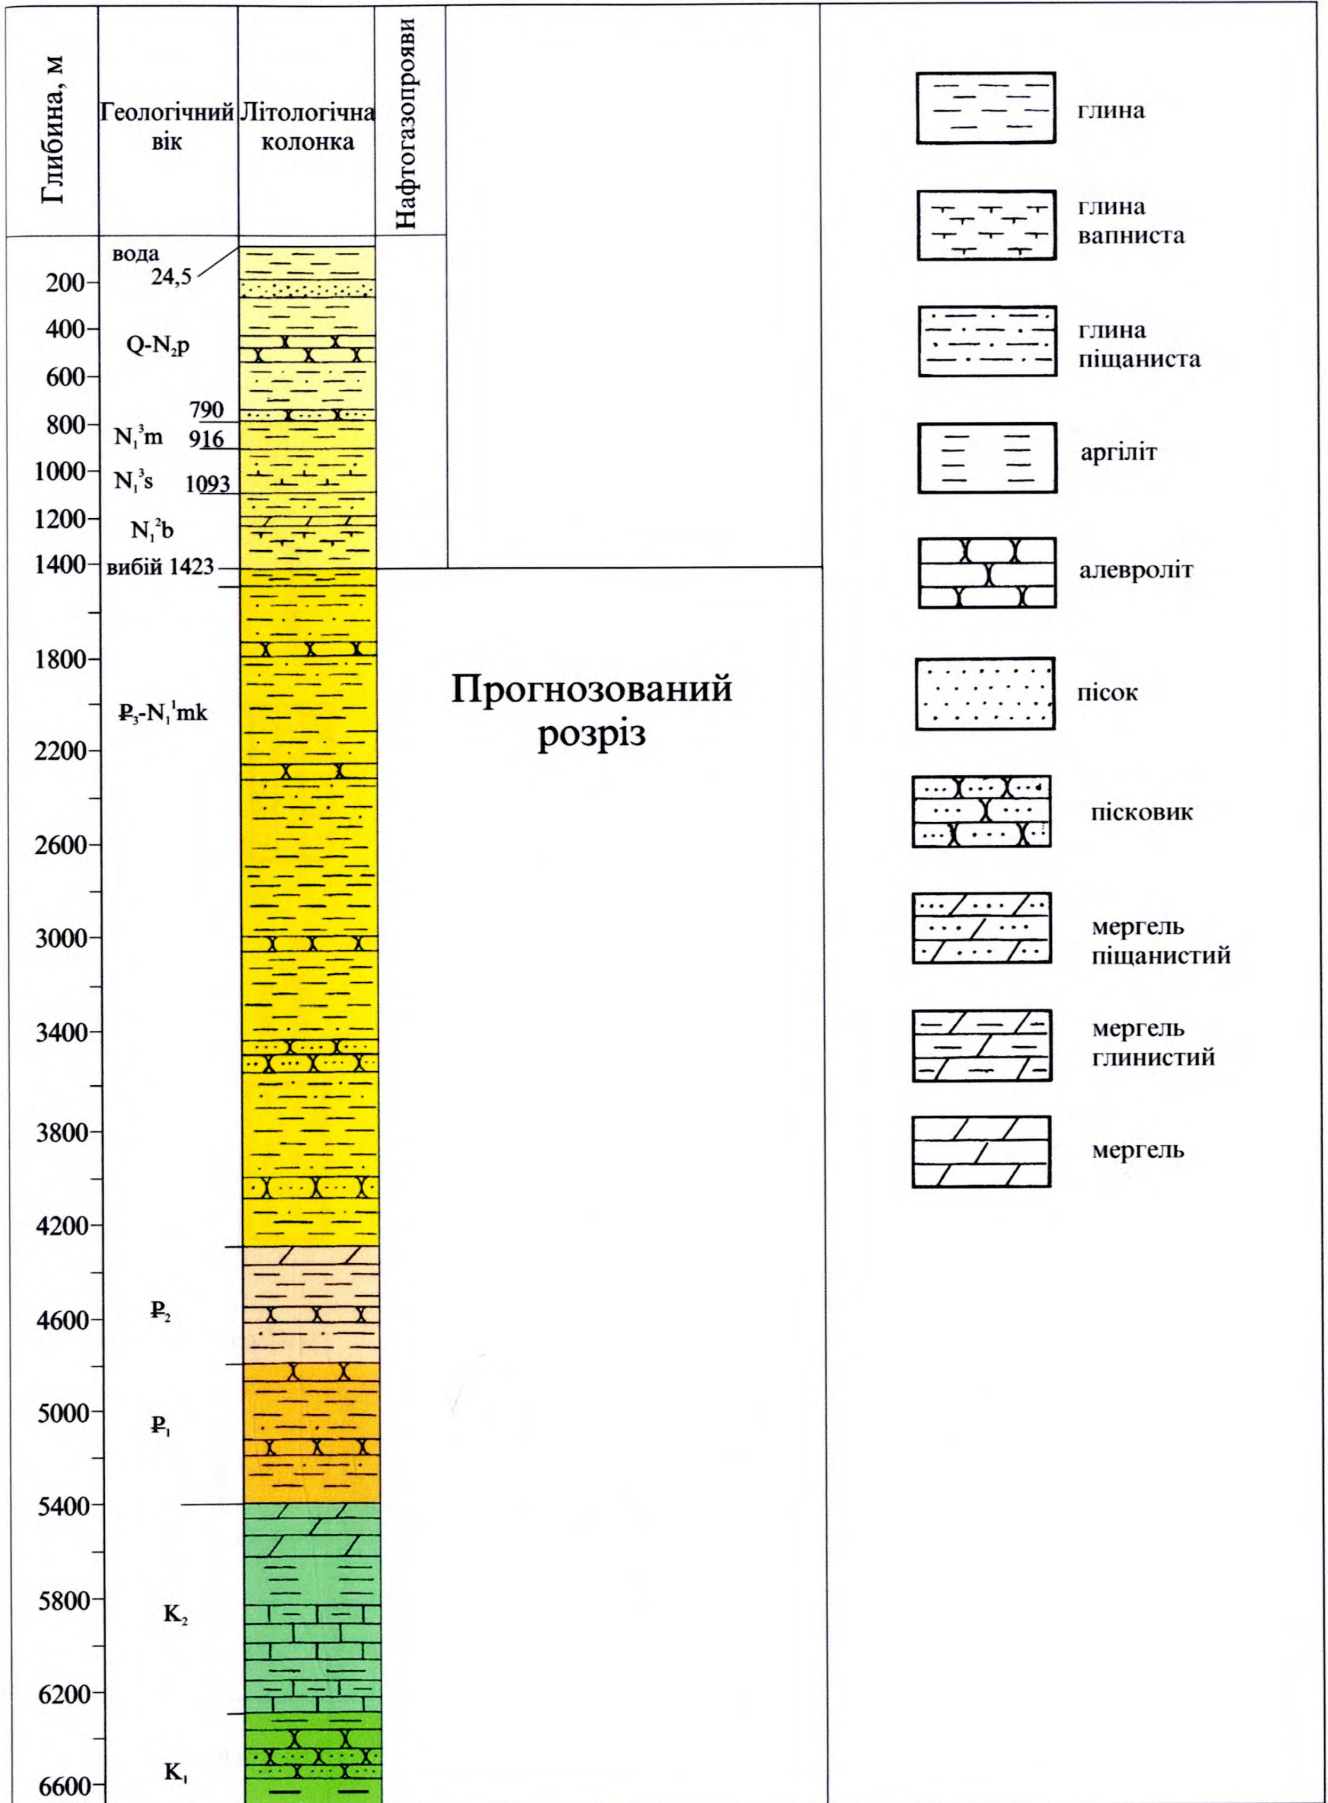 Глибина, м
Геологічний
вік
Літологічна
колонка
Нафтогазопрояви
вода
24,5
200
400
Q-N₂p
600
790
800
N₁³m 916
1000
N₁³s 1093
1200
N₁²b
1400
вибій 1423
1800
Прогнозований
розріз
₽₃-N₁¹mk
2200
2600
3000
3400
3800
4200
₽₂
4600
5000
₽₁
5400
5800
K₂
6200
K₁
6600
глина
глина
вапниста
глина
піщаниста
аргіліт
алевроліт
пісок
пісковик
мергель
піщанистий
мергель
глинистий
мергель